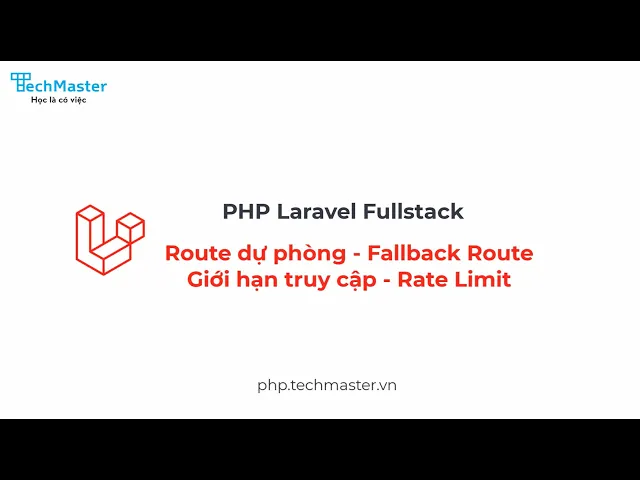 TechMaster
Học là có việc
PHP Laravel Fullstack
Route dự phòng - Fallback Route
Giới hạn truy cập - Rate Limit
php.techmaster.vn